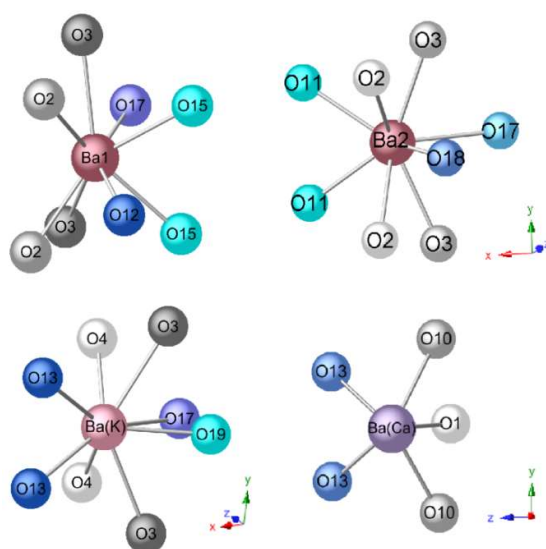 O3
O2
O17
O15
Ba1
O3
O12
O2
O15
O3
O2
O11
Ba2
O17
O18
O11
O2
O3
y
x
z
O3
O4
O13
Ba(K)
O17
O19
O13
O4
O3
y
z
x
O10
O13
Ba(Ca)
O1
O13
O10
y
z
x